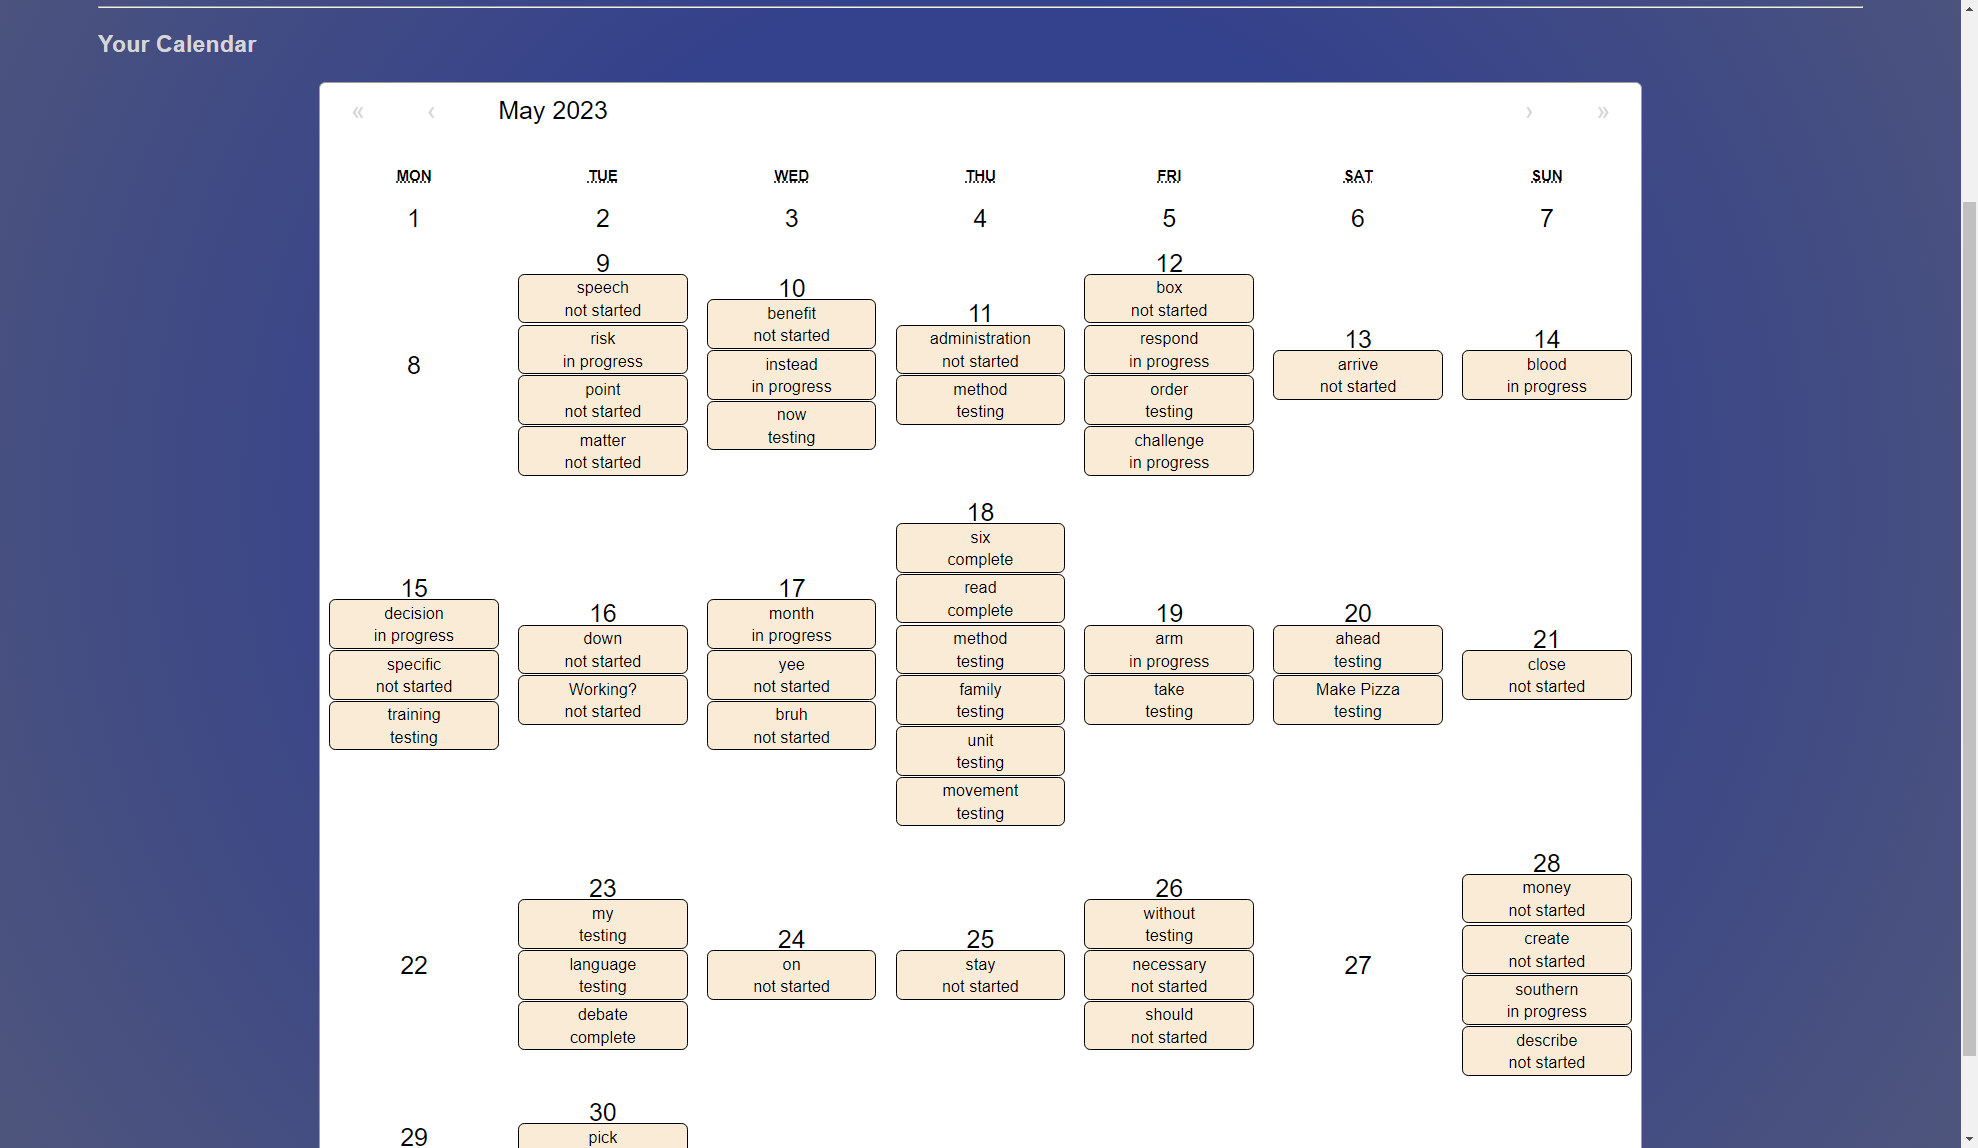 Your Calendar
« ‹ May 2023 › »
MON TUE WED THU FRI SAT SUN
1 2 3 4 5 6 7
8
9
speech
not started
risk
in progress
point
not started
matter
not started
10
benefit
not started
instead
in progress
now
testing
11
administration
not started
method
testing
12
box
not started
respond
in progress
order
testing
challenge
in progress
13
arrive
not started
14
blood
in progress
15
decision
in progress
specific
not started
training
testing
16
down
not started
Working?
not started
17
month
in progress
yee
not started
bruh
not started
18
six
complete
read
complete
method
testing
family
testing
unit
testing
movement
testing
19
arm
in progress
take
testing
20
ahead
testing
Make Pizza
testing
21
close
not started
22
23
my
testing
language
testing
debate
complete
24
on
not started
25
stay
not started
26
without
testing
necessary
not started
should
not started
27
28
money
not started
create
not started
southern
in progress
describe
not started
29
30
pick